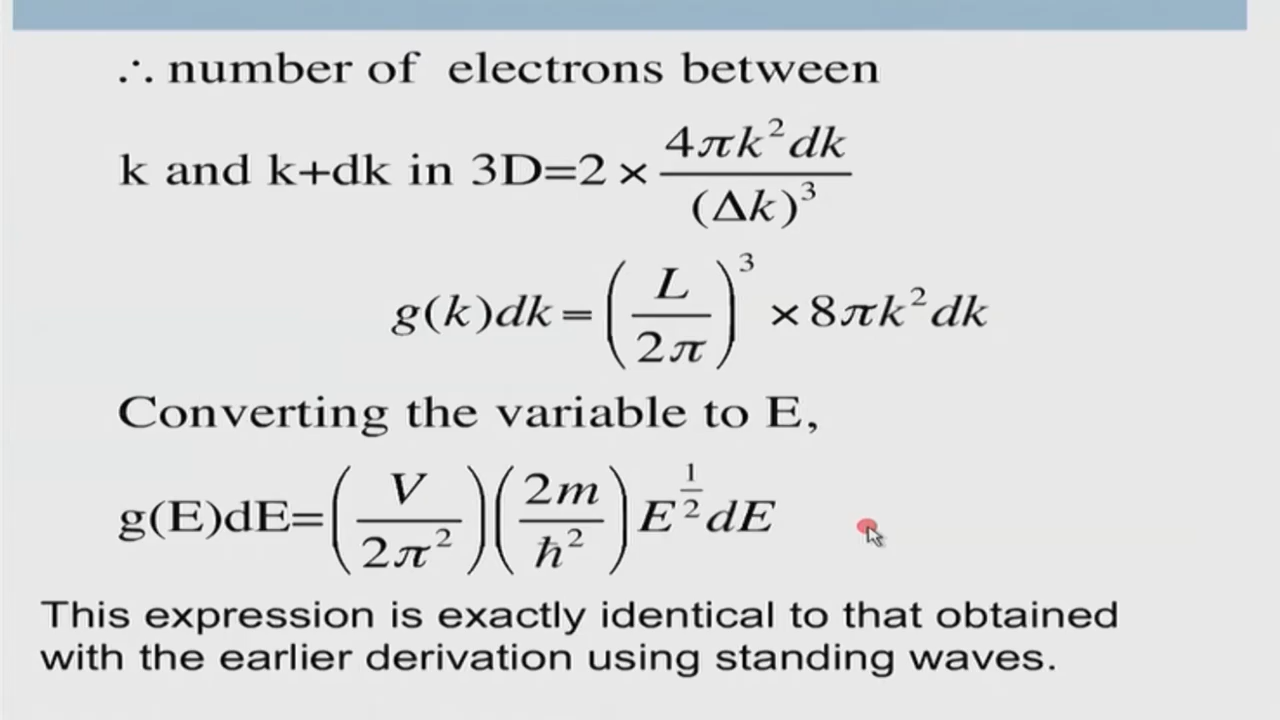 ∴ number of electrons between
k and k+dk in 3D=2 × 4πk²dk / (Δk)³
g(k)dk = (L / 2π)³ × 8πk²dk
Converting the variable to E,
g(E)dE=(V / 2π²)(2m / ħ²) E^(1/2) dE
This expression is exactly identical to that obtained
with the earlier derivation using standing waves.